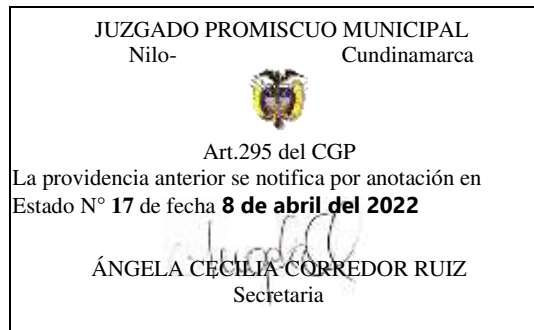 JUZGADO PROMISCUO MUNICIPAL
Nilo- Cundinamarca
Art.295 del CGP
La providencia anterior se notifica por anotación en
Estado N° 17 de fecha 8 de abril del 2022
ÁNGELA CECILIA CORREDOR RUIZ
Secretaria